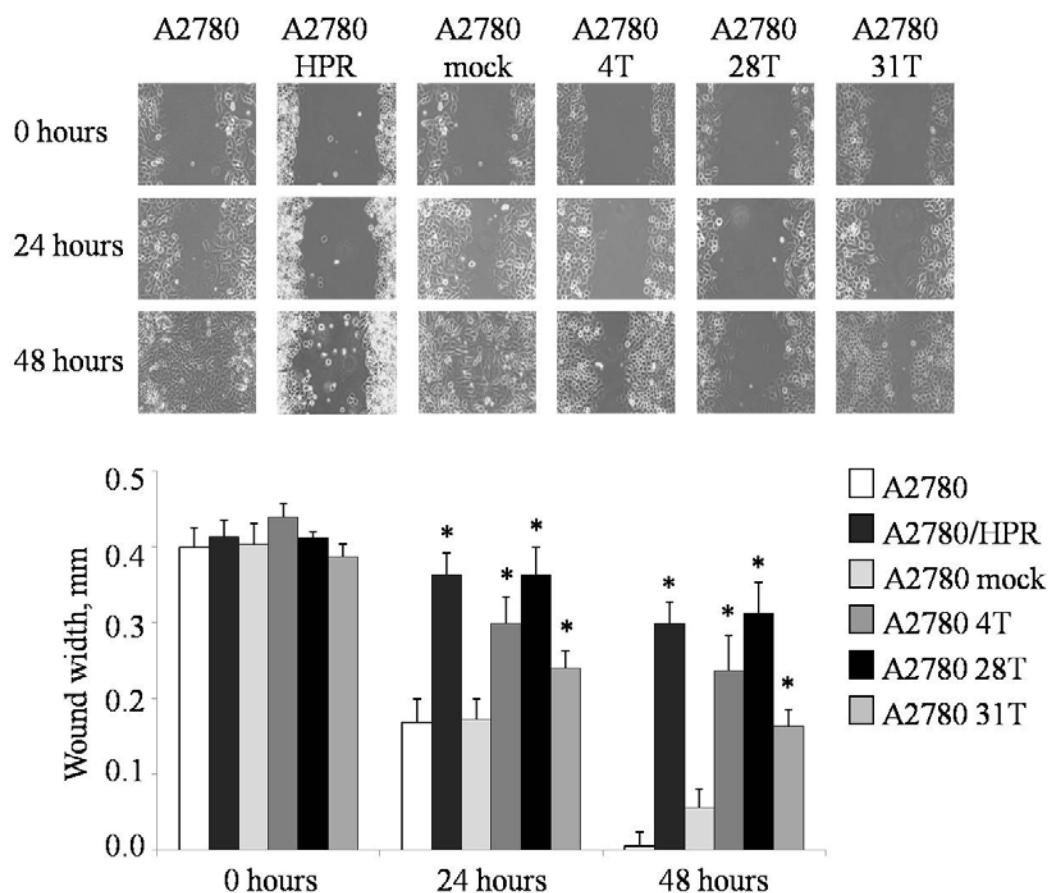 A2780 A2780 A2780 A2780 A2780 A2780
HPR mock 4T 28T 31T
0 hours
24 hours
48 hours
0.5
0.4
0.3
0.2
0.1
0.0
Wound width, mm
* * * *
* * * *
0 hours 24 hours 48 hours
A2780
A2780/HPR
A2780 mock
A2780 4T
A2780 28T
A2780 31T